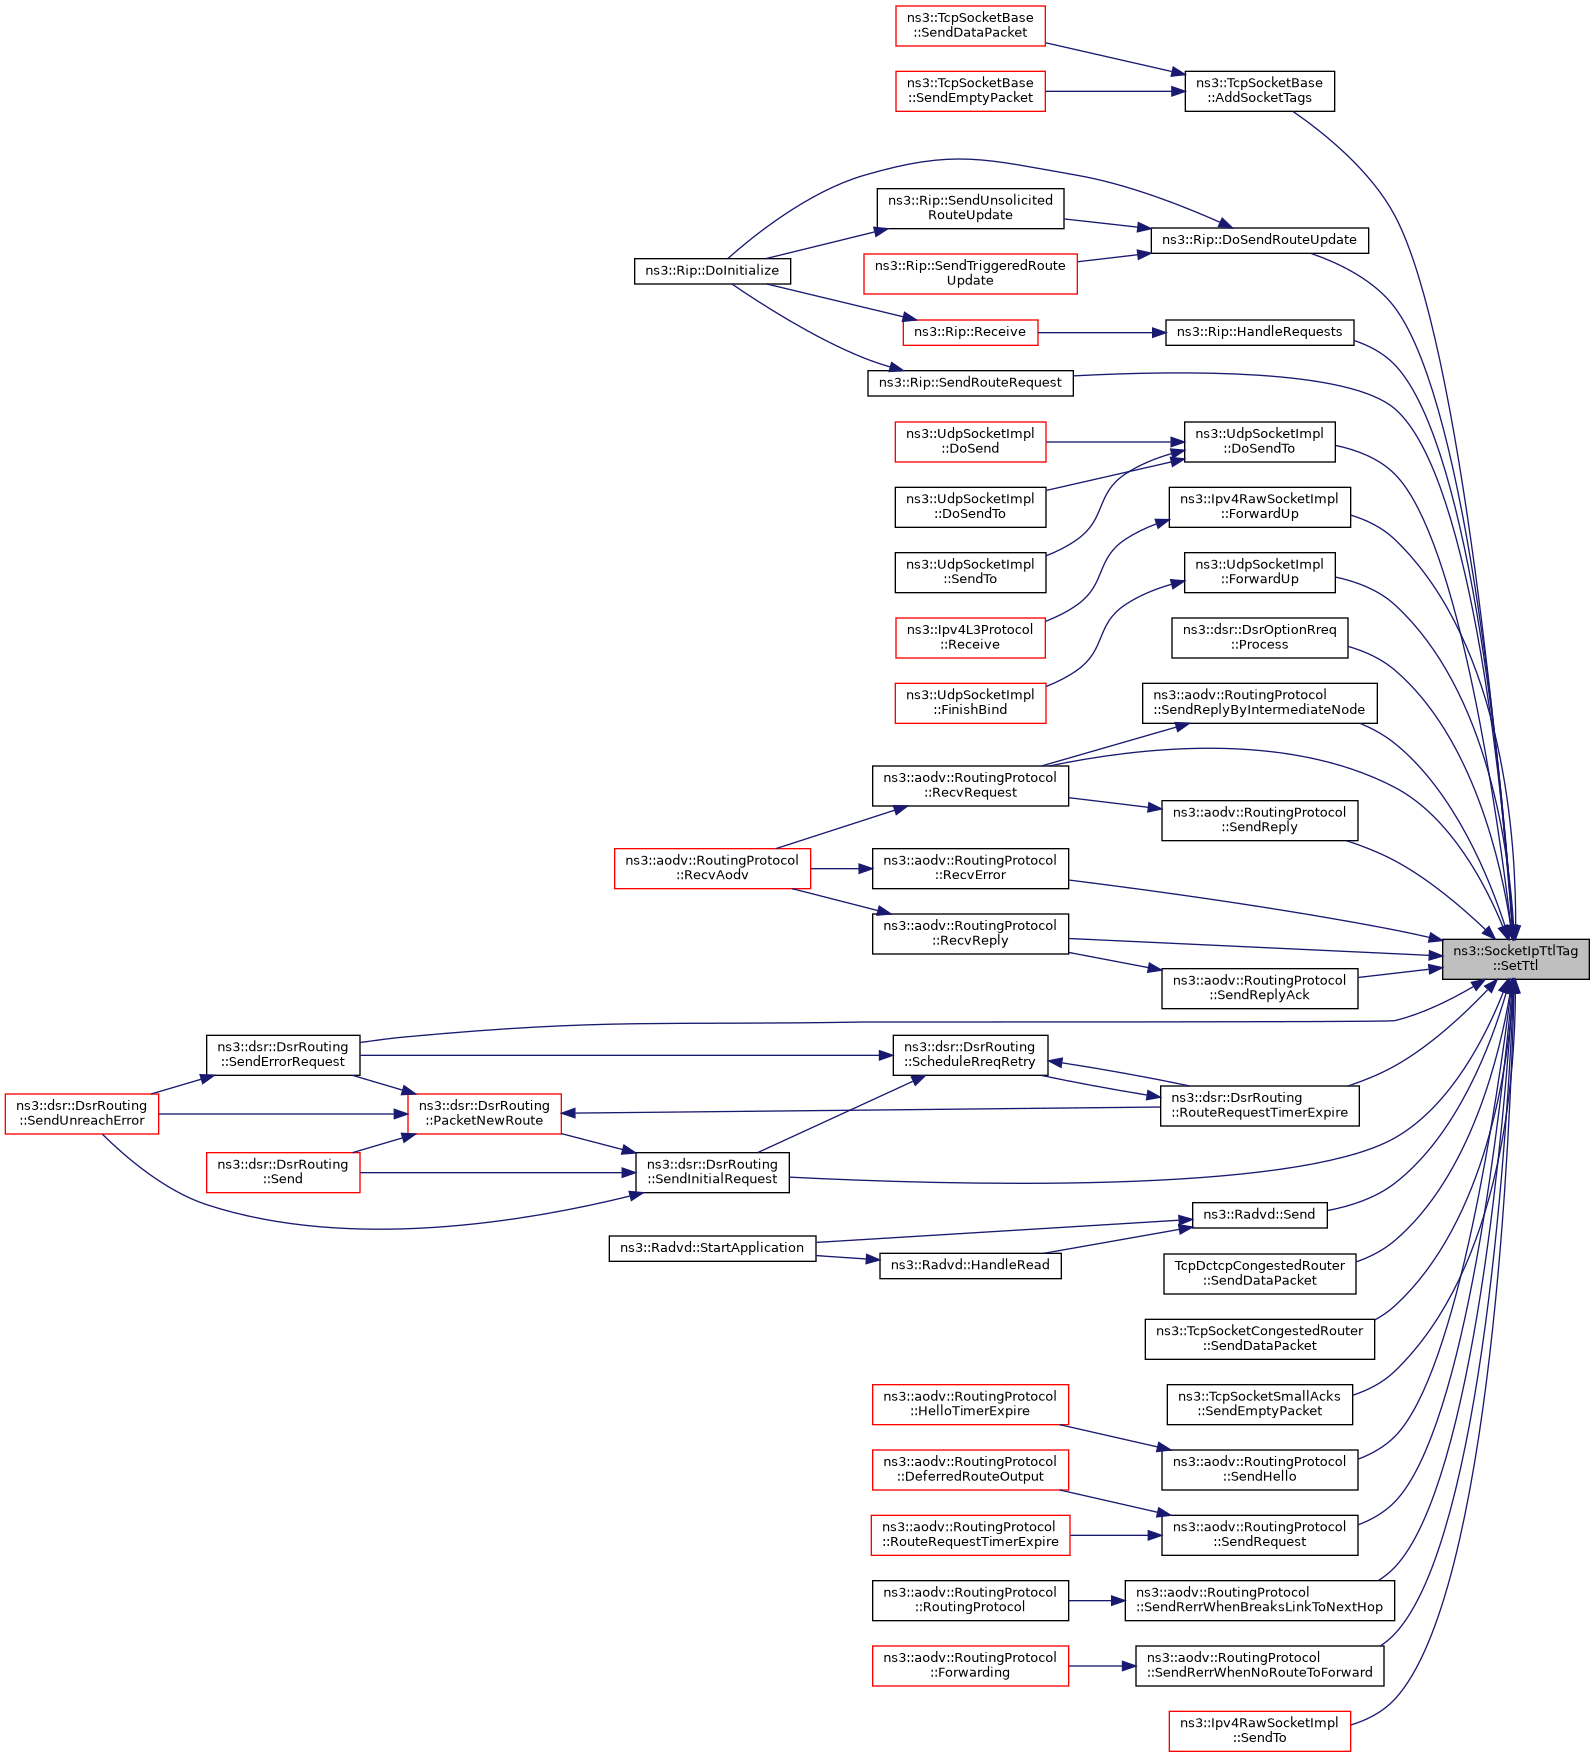 ns3::TcpSocketBase
::SendDataPacket
ns3::TcpSocketBase
::SendEmptyPacket
ns3::TcpSocketBase
::AddSocketTags
ns3::Rip::SendUnsolicited
RouteUpdate
ns3::Rip::DoSendRouteUpdate
ns3::Rip::DoInitialize
ns3::Rip::SendTriggeredRoute
Update
ns3::Rip::Receive
ns3::Rip::HandleRequests
ns3::Rip::SendRouteRequest
ns3::UdpSocketImpl
::DoSend
ns3::UdpSocketImpl
::DoSendTo
ns3::UdpSocketImpl
::DoSendTo
ns3::Ipv4RawSocketImpl
::ForwardUp
ns3::UdpSocketImpl
::SendTo
ns3::UdpSocketImpl
::ForwardUp
ns3::Ipv4L3Protocol
::Receive
ns3::dsr::DsrOptionRreq
::Process
ns3::UdpSocketImpl
::FinishBind
ns3::aodv::RoutingProtocol
::SendReplyByIntermediateNode
ns3::aodv::RoutingProtocol
::RecvRequest
ns3::aodv::RoutingProtocol
::SendReply
ns3::aodv::RoutingProtocol
::RecvAodv
ns3::aodv::RoutingProtocol
::RecvError
ns3::aodv::RoutingProtocol
::RecvReply
ns3::SocketIpTtlTag
::SetTtl
ns3::aodv::RoutingProtocol
::SendReplyAck
ns3::dsr::DsrRouting
::SendErrorRequest
ns3::dsr::DsrRouting
::ScheduleRreqRetry
ns3::dsr::DsrRouting
::SendUnreachError
ns3::dsr::DsrRouting
::PacketNewRoute
ns3::dsr::DsrRouting
::RouteRequestTimerExpire
ns3::dsr::DsrRouting
::Send
ns3::dsr::DsrRouting
::SendInitialRequest
ns3::Radvd::Send
ns3::Radvd::StartApplication
ns3::Radvd::HandleRead
TcpDctcpCongestedRouter
::SendDataPacket
ns3::TcpSocketCongestedRouter
::SendDataPacket
ns3::TcpSocketSmallAcks
::SendEmptyPacket
ns3::aodv::RoutingProtocol
::HelloTimerExpire
ns3::aodv::RoutingProtocol
::SendHello
ns3::aodv::RoutingProtocol
::DeferredRouteOutput
ns3::aodv::RoutingProtocol
::RouteRequestTimerExpire
ns3::aodv::RoutingProtocol
::SendRequest
ns3::aodv::RoutingProtocol
::RoutingProtocol
ns3::aodv::RoutingProtocol
::SendRerrWhenBreaksLinkToNextHop
ns3::aodv::RoutingProtocol
::Forwarding
ns3::aodv::RoutingProtocol
::SendRerrWhenNoRouteToForward
ns3::Ipv4RawSocketImpl
::SendTo